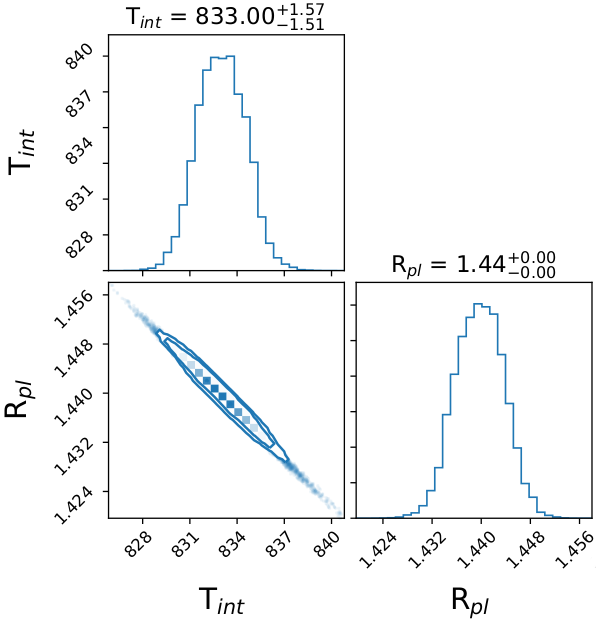 T_int = 833.00^{+1.57}_{-1.51}
T_int
840
837
834
831
828
R_pl = 1.44^{+0.00}_{-0.00}
R_pl
1.456
1.448
1.440
1.432
1.424
828 831 834 837 840
1.424 1.432 1.440 1.448 1.456
T_int
R_pl